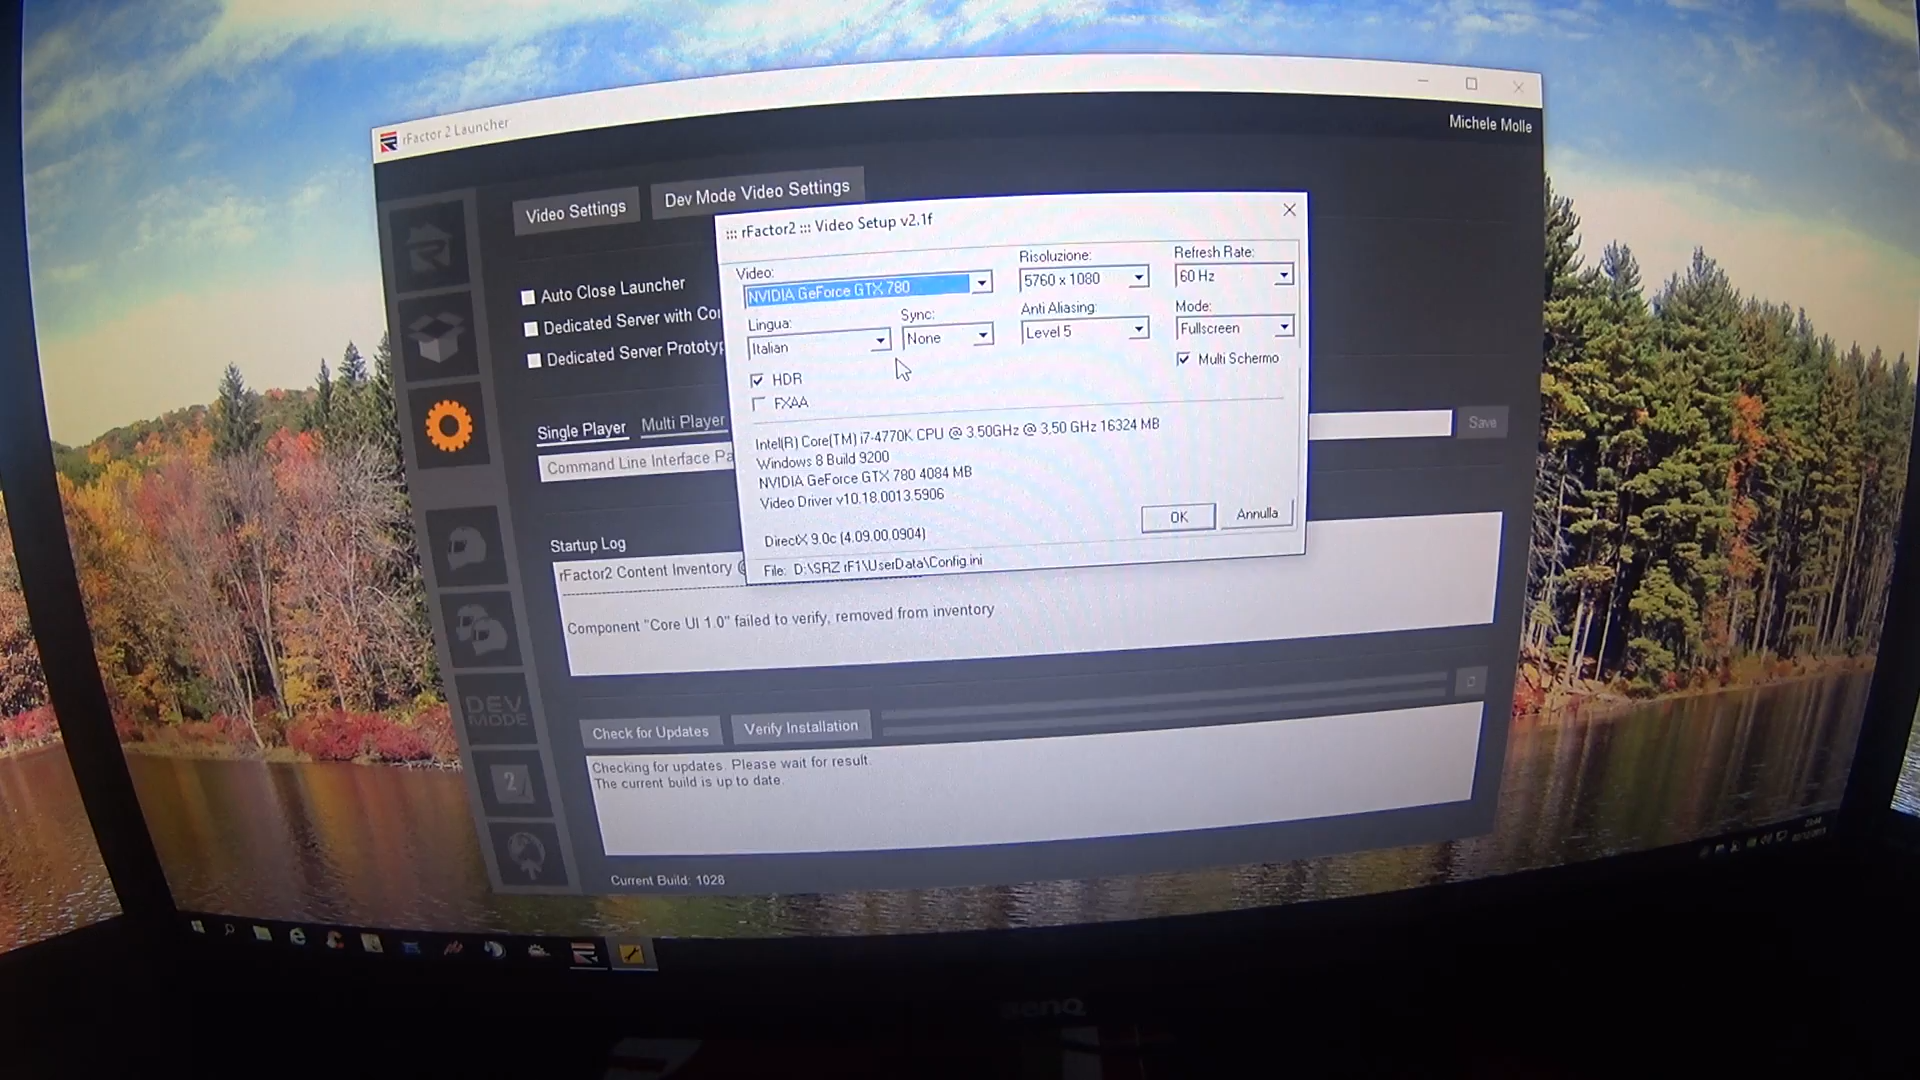 rFactor 2 Launcher
Michele Molle
Video Settings
Dev Mode Video Settings
Auto Close Launcher
Dedicated Server with Co
Dedicated Server Prototyp
Single Player
Multi Player
Command Line Interface Pa
Save
::: rFactor2 ::: Video Setup v2.1f
Video:
NVIDIA GeForce GTX 780
Risoluzione:
5760 x 1080
Refresh Rate:
60 Hz
Lingua:
Italian
Sync:
None
Anti Aliasing:
Level 5
Mode:
Fullscreen
Multi Schermo
HDR
FXAA
Intel(R) Core(TM) i7-4770K CPU @ 3.50GHz @ 3,50 GHz 16324 MB
Windows 8 Build 9200
NVIDIA GeForce GTX 780 4084 MB
Video Driver v10.18.0013.5906
DirectX 9.0c (4.09.00.0904)
OK
Annulla
File: D:\SRZ rF1\UserData\Config.ini
Startup Log
rFactor2 Content Inventory
Component "Core UI 1.0" failed to verify, removed from inventory
DEV
MODE
Check for Updates
Verify Installation
Checking for updates. Please wait for result.
The current build is up to date.
2
Current Build: 1028
BenQ